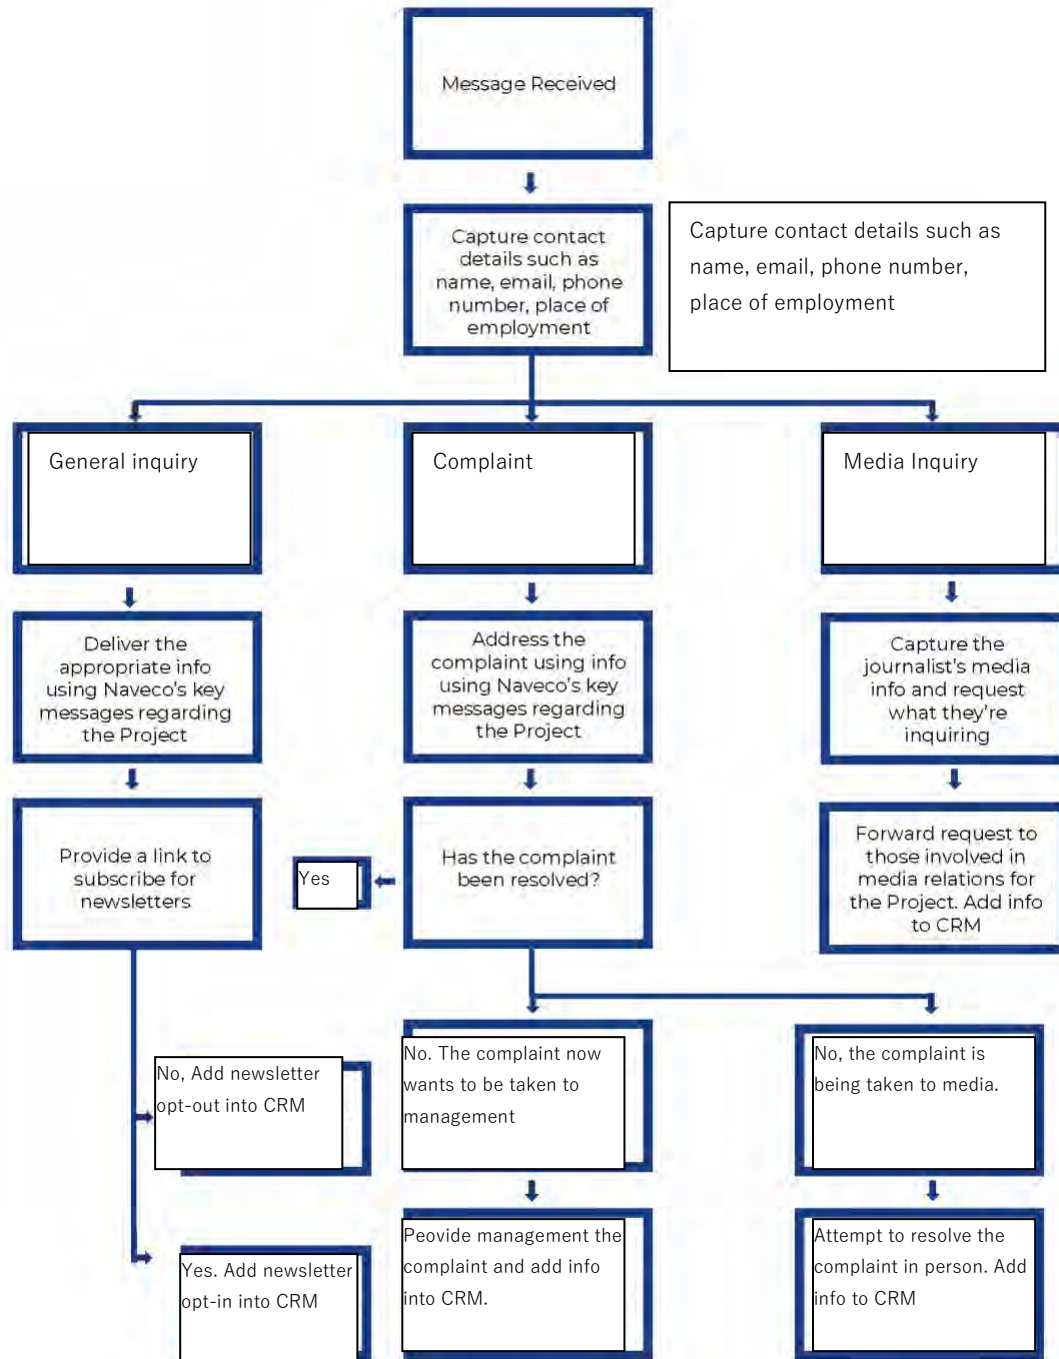 Message Received
Capture contact
details such as
name, email, phone
number, place of
employment
Capture contact details such as
name, email, phone number,
place of employment
General inquiry
Complaint
Media Inquiry
Deliver the
appropriate info
using Naveco's key
messages regarding
the Project
Address the
complaint using info
using Naveco's key
messages regarding
the Project
Capture the
journalist's media
info and request
what they're
inquiring
Provide a link to
subscribe for
newsletters
Yes
Has the complaint
been resolved?
Forward request to
those involved in
media relations for
the Project. Add info
to CRM
No, Add newsletter
opt-out into CRM
No. The complaint now
wants to be taken to
management
No, the complaint is
being taken to media.
Yes. Add newsletter
opt-in into CRM
Peovide management the
complaint and add info
into CRM.
Attempt to resolve the
complaint in person. Add
info to CRM